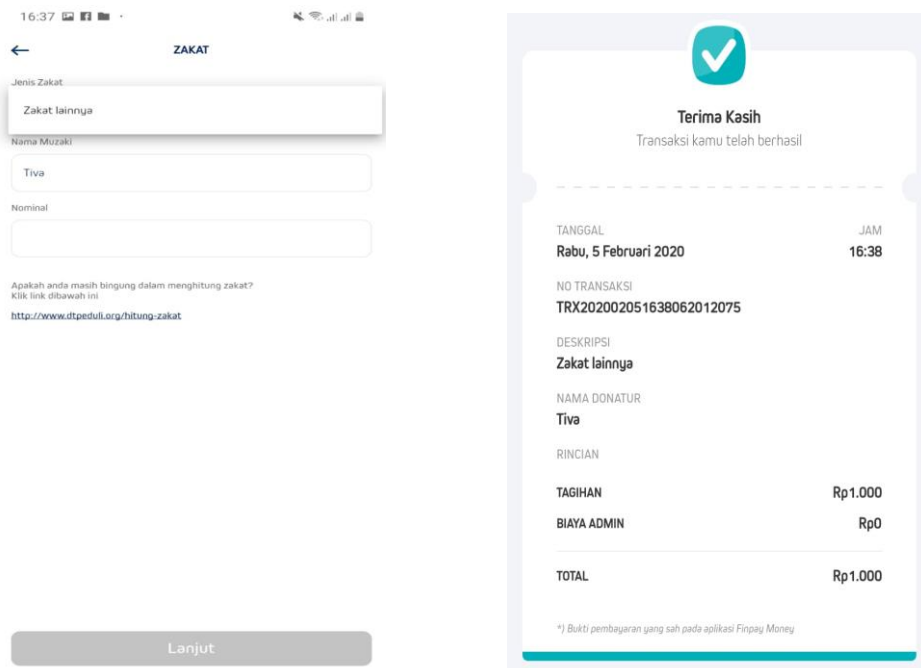 16:37
ZAKAT
Jenis Zakat
Zakat lainnya
Nama Muzaki
Tiva
Nominal
Apakah anda masih bingung dalam menghitung zakat?
Klik link dibawah ini
http://www.dtpeduli.org/hitung-zakat
Lanjut
Terima Kasih
Transaksi kamu telah berhasil
TANGGAL JAM
Rabu, 5 Februari 2020 16:38
NO TRANSAKSI
TRX202002051638062012075
DESKRIPSI
Zakat lainnya
NAMA DONATUR
Tiva
RINCIAN
TAGIHAN Rp1.000
BIAYA ADMIN Rp0
TOTAL Rp1.000
*) Bukti pembayaran yang sah pada aplikasi Finpay Money